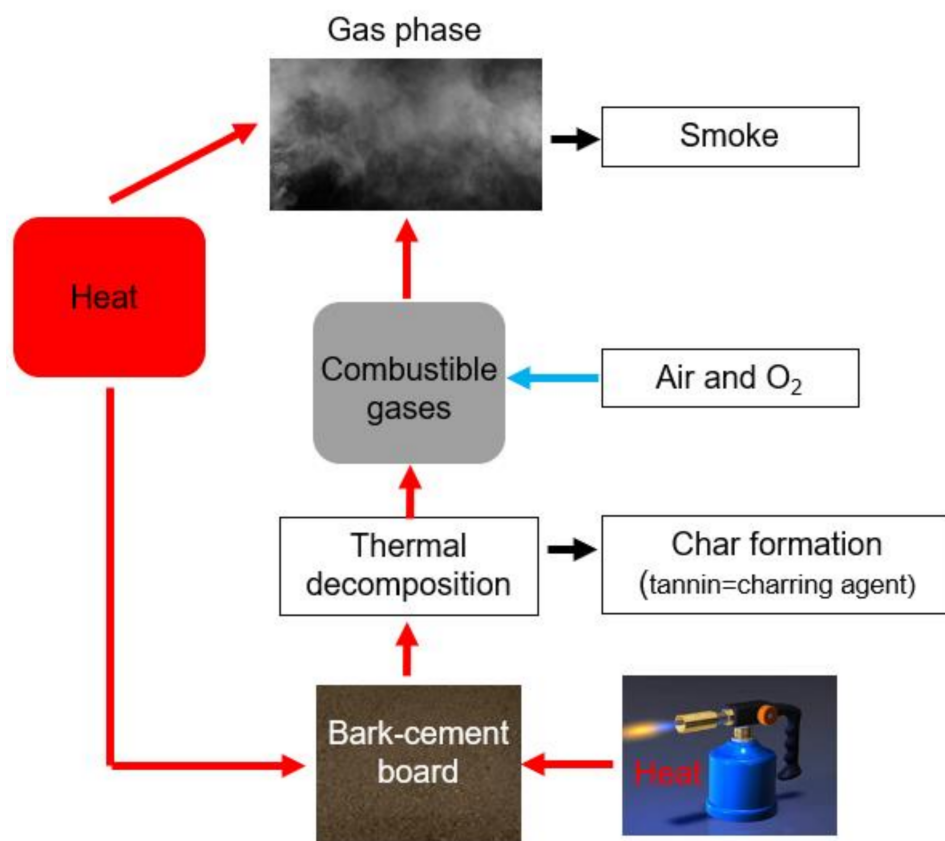 Gas phase
Smoke
Heat
Combustible
gases
Air and O₂
Thermal
decomposition
Char formation
(tannin=charring agent)
Bark-cement
board
Heat